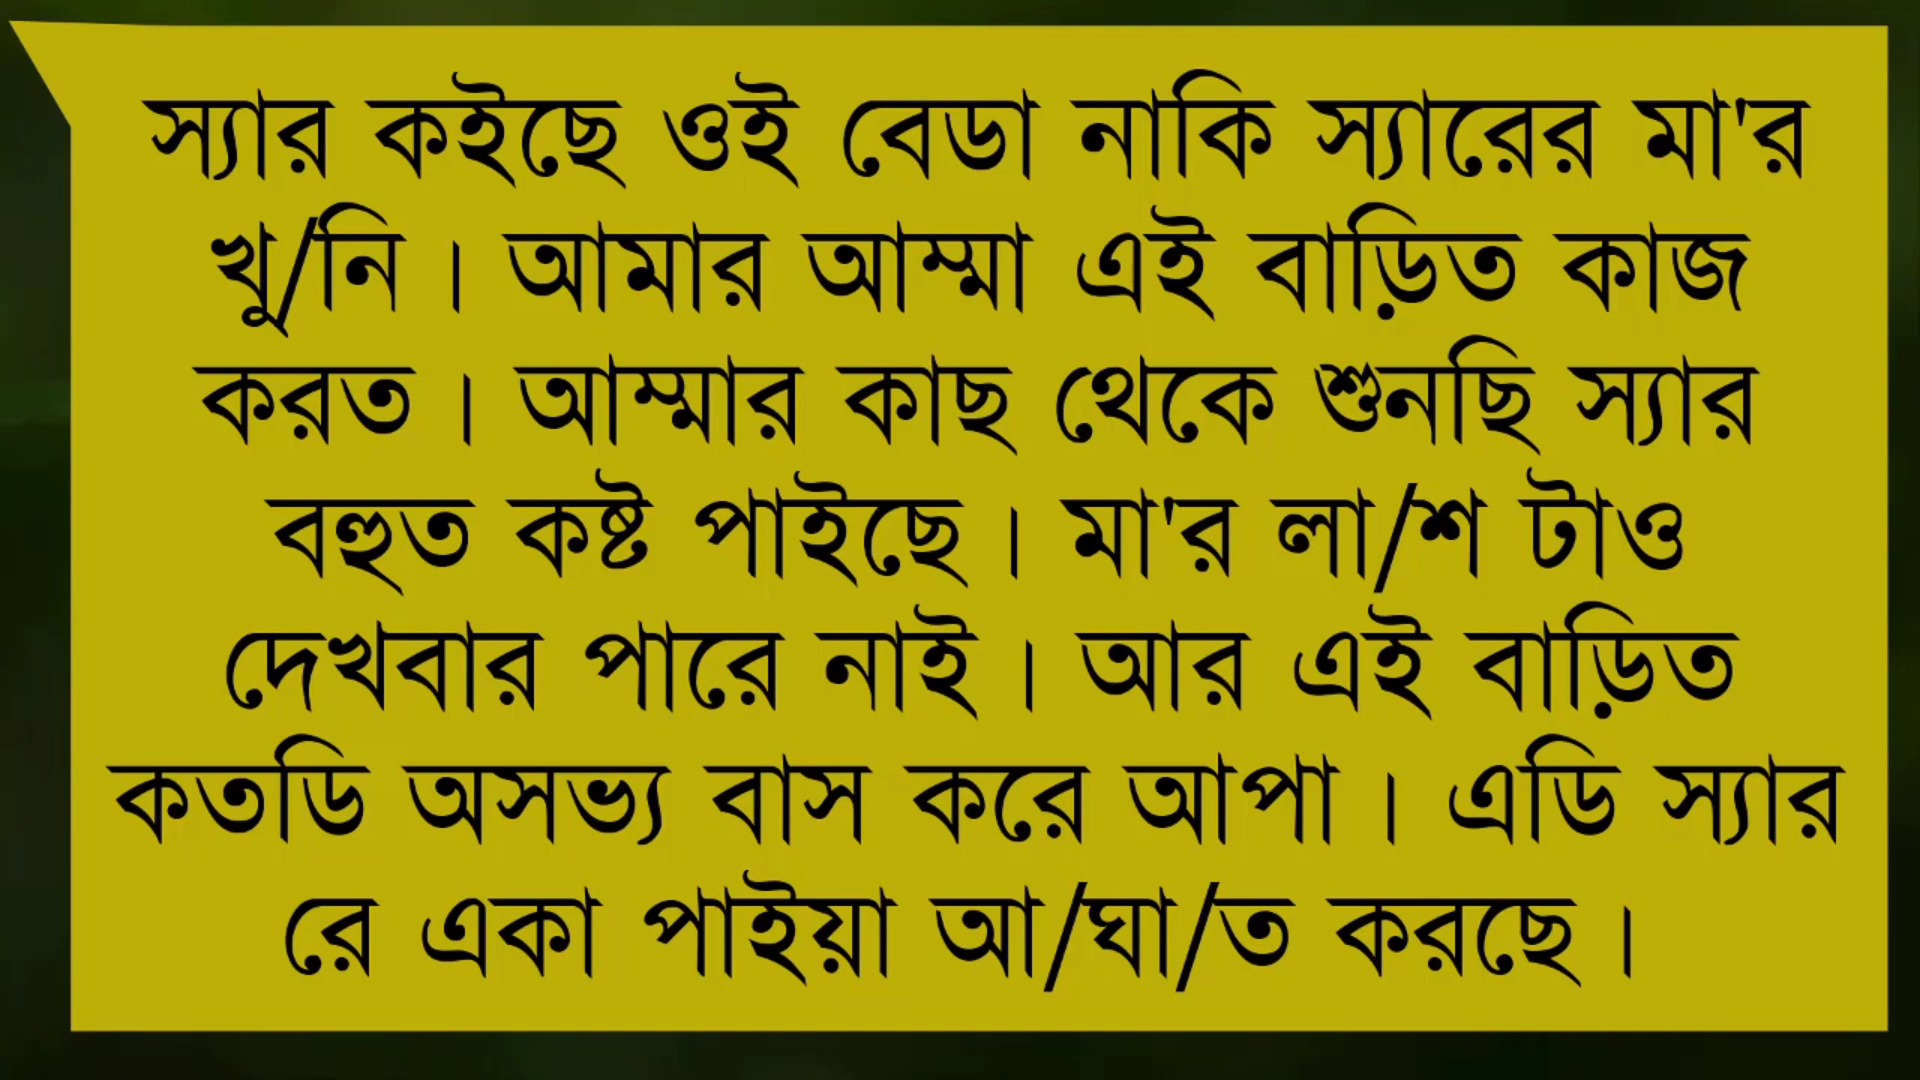 স্যার কইছে ওই বেডা নাকি স্যারের মা'র
খু/নি । আমার আম্মা এই বাড়িত কাজ
করত । আম্মার কাছ থেকে শুনছি স্যার
বহুত কষ্ট পাইছে । মা'র লা/শ টাও
দেখবার পারে নাই । আর এই বাড়িত
কতডি অসভ্য বাস করে আপা । এডি স্যার
রে একা পাইয়া আ/ঘা/ত করছে ।